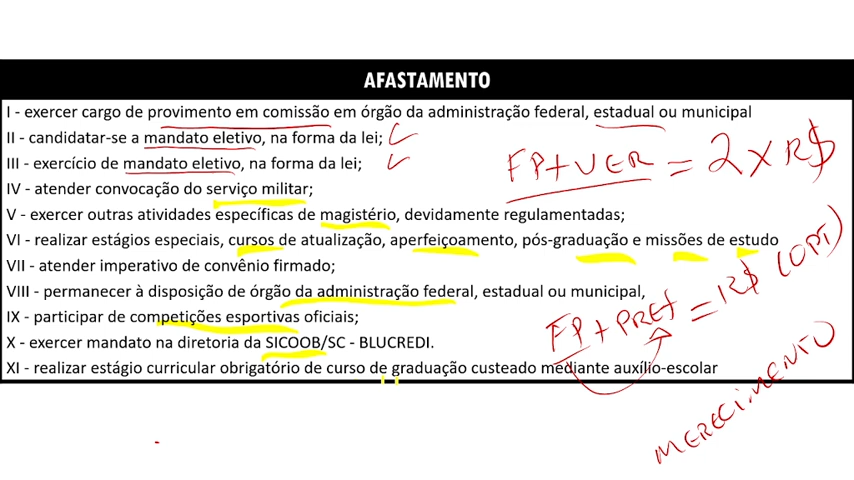 AFASTAMENTO
I - exercer cargo de provimento em comissão em órgão da administração federal, estadual ou municipal
II - candidatar-se a mandato eletivo, na forma da lei;
III - exercício de mandato eletivo, na forma da lei;
FP+VER = 2 X R$
IV - atender convocação do serviço militar;
V - exercer outras atividades específicas de magistério, devidamente regulamentadas;
VI - realizar estágios especiais, cursos de atualização, aperfeiçoamento, pós-graduação e missões de estudo
VII - atender imperativo de convênio firmado;
VIII - permanecer à disposição de órgão da administração federal, estadual ou municipal,
IX - participar de competições esportivas oficiais;
FP + PREF = R$ (OPT)
X - exercer mandato na diretoria da SICOOB/SC - BLUCREDI.
XI - realizar estágio curricular obrigatório de curso de graduação custeado mediante auxílio-escolar
MERECIMENTO